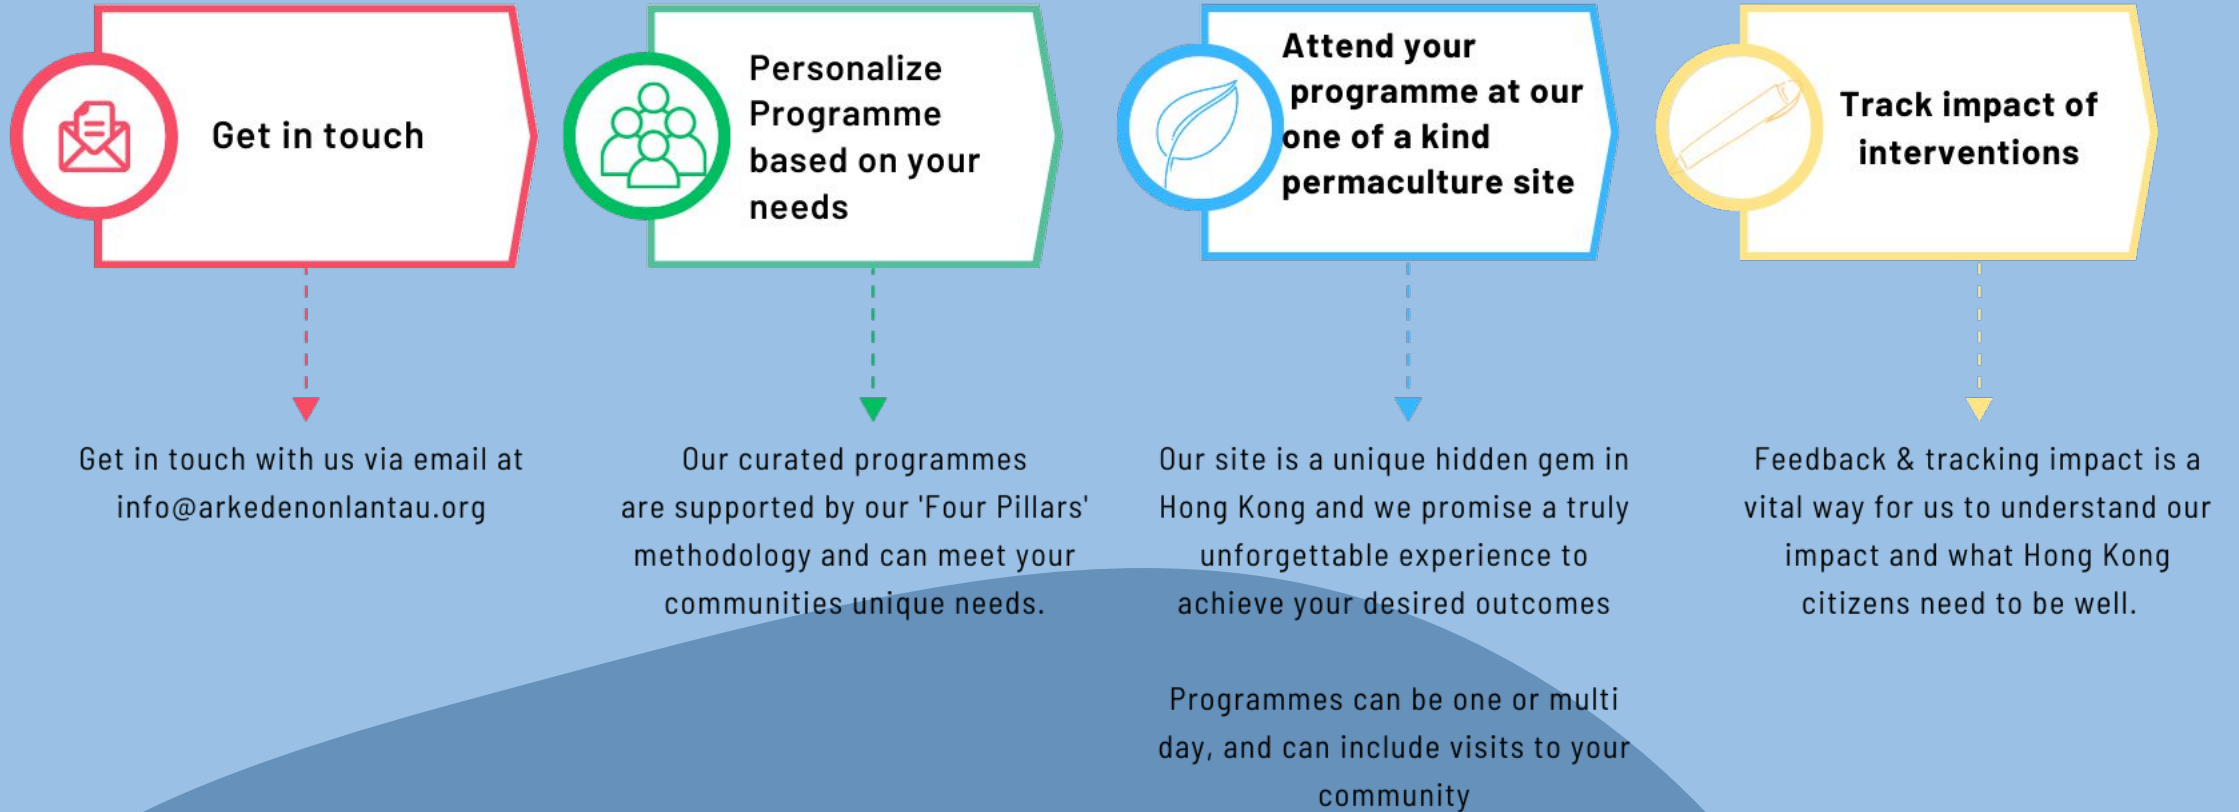 Get in touch
Personalize
Programme
based on your
needs
Attend your
programme at our
one of a kind
permaculture site
Track impact of
interventions
Get in touch with us via email at
info@arkedenonlantau.org
Our curated programmes
are supported by our 'Four Pillars'
methodology and can meet your
communities unique needs.
Our site is a unique hidden gem in
Hong Kong and we promise a truly
unforgettable experience to
achieve your desired outcomes
Programmes can be one or multi
day, and can include visits to your
community
Feedback & tracking impact is a
vital way for us to understand our
impact and what Hong Kong
citizens need to be well.